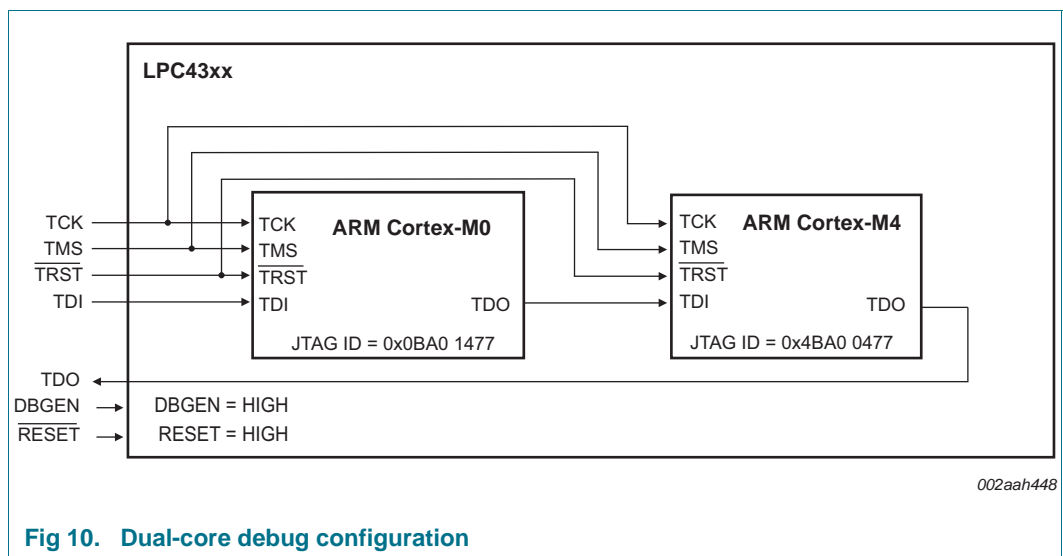 LPC43xx
TCK
TMS
TRST
TDI
TDO
DBGEN
RESET
TCK
TMS
TRST
TDI
ARM Cortex-M0
TDO
JTAG ID = 0x0BA0 1477
TCK
TMS
TRST
TDI
ARM Cortex-M4
TDO
JTAG ID = 0x4BA0 0477
DBGEN = HIGH
RESET = HIGH
002aah448
Fig 10. Dual-core debug configuration